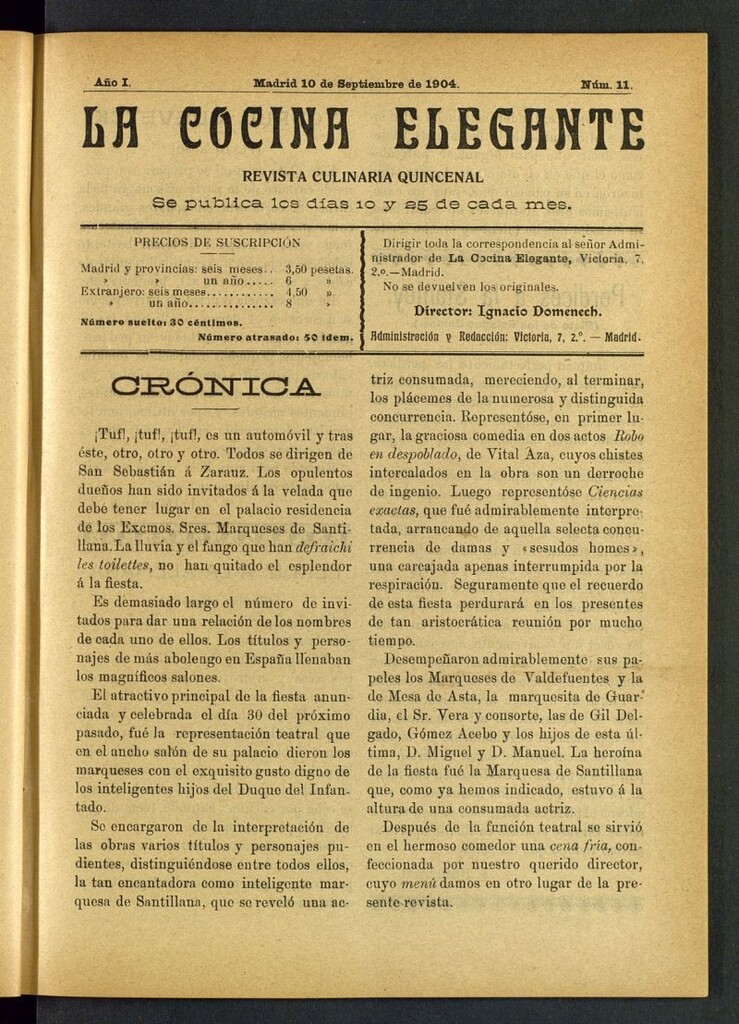 Año I.
Madrid 10 de Septiembre de 1904.
Núm. 11.
LA COCINA ELEGANTE
REVISTA CULINARIA QUINCENAL
Se publica los días 10 y 25 de cada mes.
PRECIOS DE SUSCRIPCIÓN
Madrid y provincias: seis meses.. 3,50 pesetas.
» » un año..... 6 »
Extranjero: seis meses............ 4,50 »
» un año.............. 8 »
Número suelto: 30 céntimos.
Número atrasado: 50 idem.
Dirigir toda la correspondencia al señor Admi-
nistrador de La Cocina Elegante, Victoria, 7,
2.º.—Madrid.
No se devuelven los originales.
Director: Ignacio Domenech.
Administración y Redacción: Victoria, 7, 2.º. — Madrid.
CRÓNICA
¡Tuf!, ¡tuf!, ¡tuf!, es un automóvil y tras
éste, otro, otro y otro. Todos se dirigen de
San Sebastián á Zarauz. Los opulentos
dueños han sido invitados á la velada que
debe tener lugar en el palacio residencia
de los Excmos. Sres. Marqueses de Santi-
llana. La lluvia y el fango que han defraichi
les toilettes, no han quitado el esplendor
á la fiesta.
Es demasiado largo el número de invi-
tados para dar una relación de los nombres
de cada uno de ellos. Los títulos y perso-
najes de más abolengo en España llenaban
los magníficos salones.
El atractivo principal de la fiesta anun-
ciada y celebrada el día 30 del próximo
pasado, fué la representación teatral que
en el ancho salón de su palacio dieron los
marqueses con el exquisito gusto digno de
los inteligentes hijos del Duque del Infan-
tado.
Se encargaron de la interpretación de
las obras varios títulos y personajes pu-
dientes, distinguiéndose entre todos ellos,
la tan encantadora como inteligente mar-
quesa de Santillana, que se reveló una ac-
triz consumada, mereciendo, al terminar,
los plácemes de la numerosa y distinguida
concurrencia. Representóse, en primer lu-
gar, la graciosa comedia en dos actos Robo
en despoblado, de Vital Aza, cuyos chistes
intercalados en la obra son un derroche
de ingenio. Luego representóse Ciencias
exactas, que fué admirablemente interpre-
tada, arrancando de aquella selecta concu-
rrencia de damas y «sesudos homes»,
una carcajada apenas interrumpida por la
respiración. Seguramente que el recuerdo
de esta fiesta perdurará en los presentes
de tan aristocrática reunión por mucho
tiempo.
Desempeñaron admirablemente sus pa-
peles los Marqueses de Valdefuentes y la
de Mesa de Asta, la marquesita de Guar-
dia, el Sr. Vera y consorte, las de Gil Del-
gado, Gómez Acebo y los hijos de esta úl-
tima, D. Miguel y D. Manuel. La heroína
de la fiesta fué la Marquesa de Santillana
que, como ya hemos indicado, estuvo á la
altura de una consumada actriz.
Después de la función teatral se sirvió
en el hermoso comedor una cena fría, con-
feccionada por nuestro querido director,
cuyo menú damos en otro lugar de la pre-
sente revista.